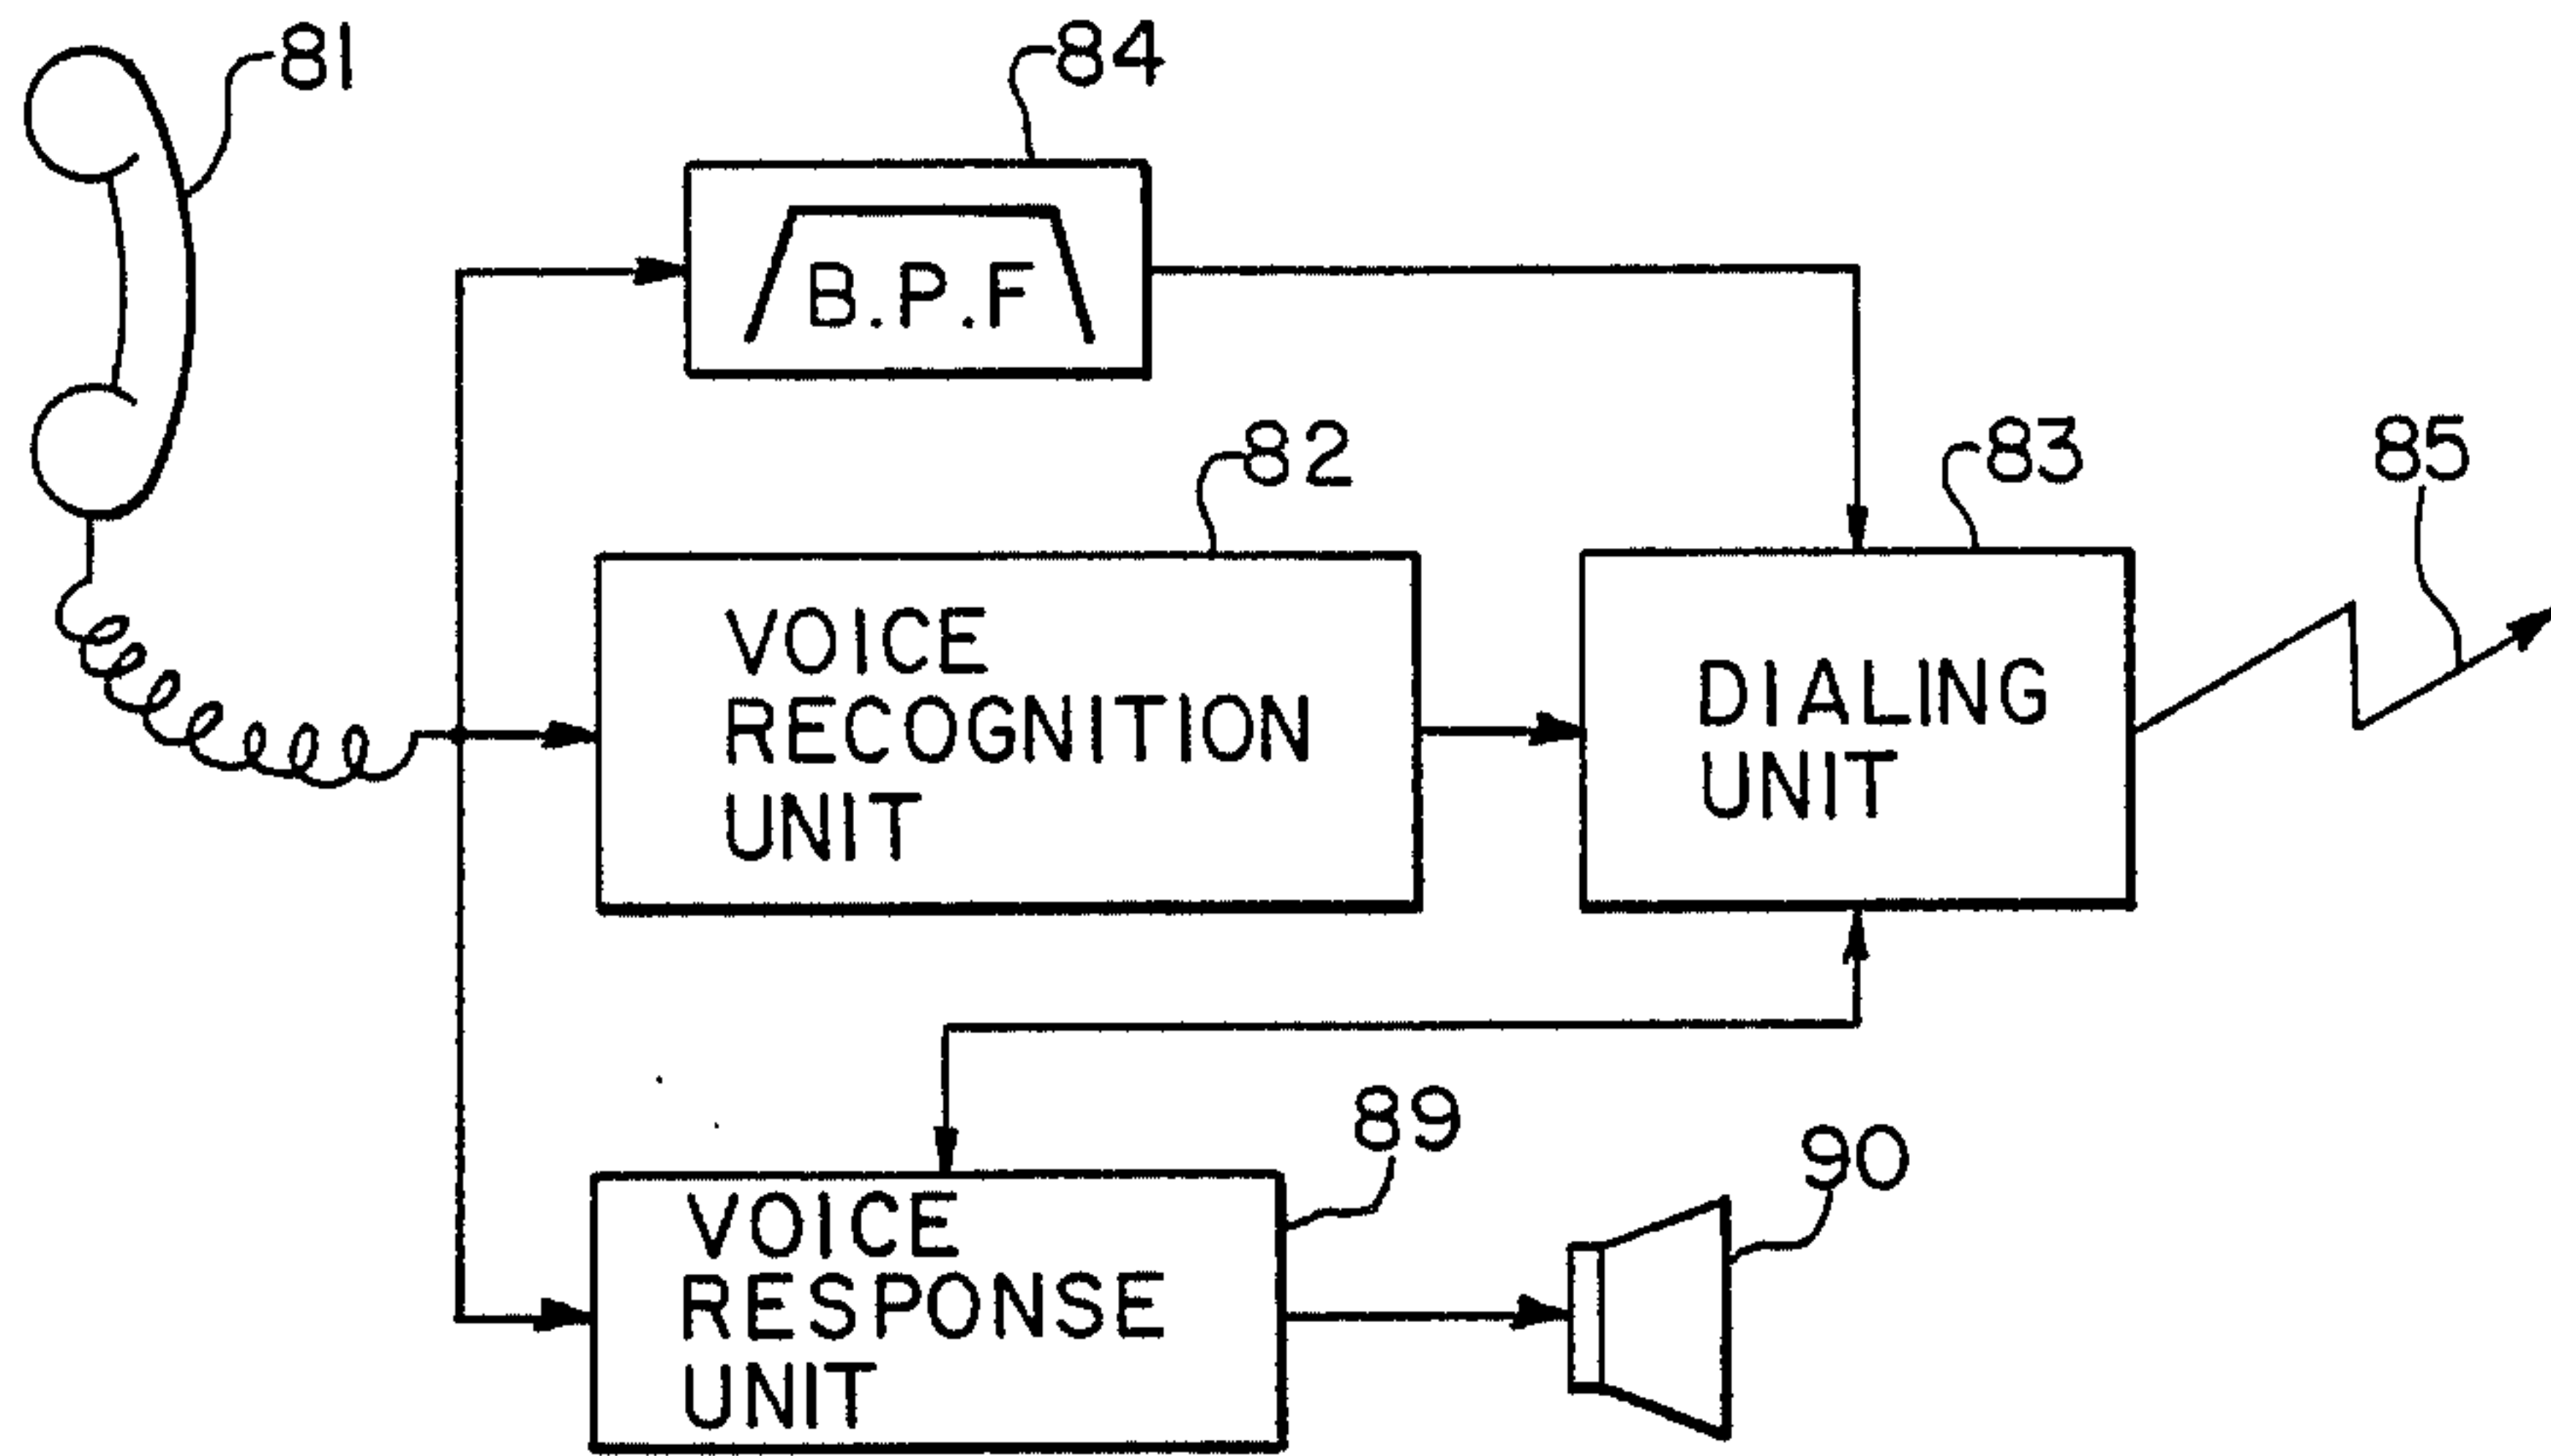 81
84
B.P.F
82
83
85
VOICE
RECOGNITION
UNIT
DIALING
UNIT
89
90
VOICE
RESPONSE
UNIT